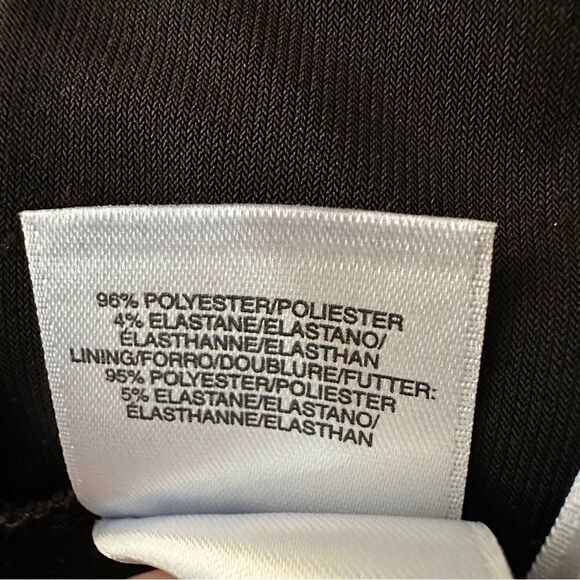 96% POLYESTER/POLIESTER
4% ELASTANE/ELASTANO/
ÉLASTHANNE/ELASTHAN
LINING/FORRO/DOUBLURE/FUTTER:
95% POLYESTER/POLIESTER
5% ELASTANE/ELASTANO/
ÉLASTHANNE/ELASTHAN